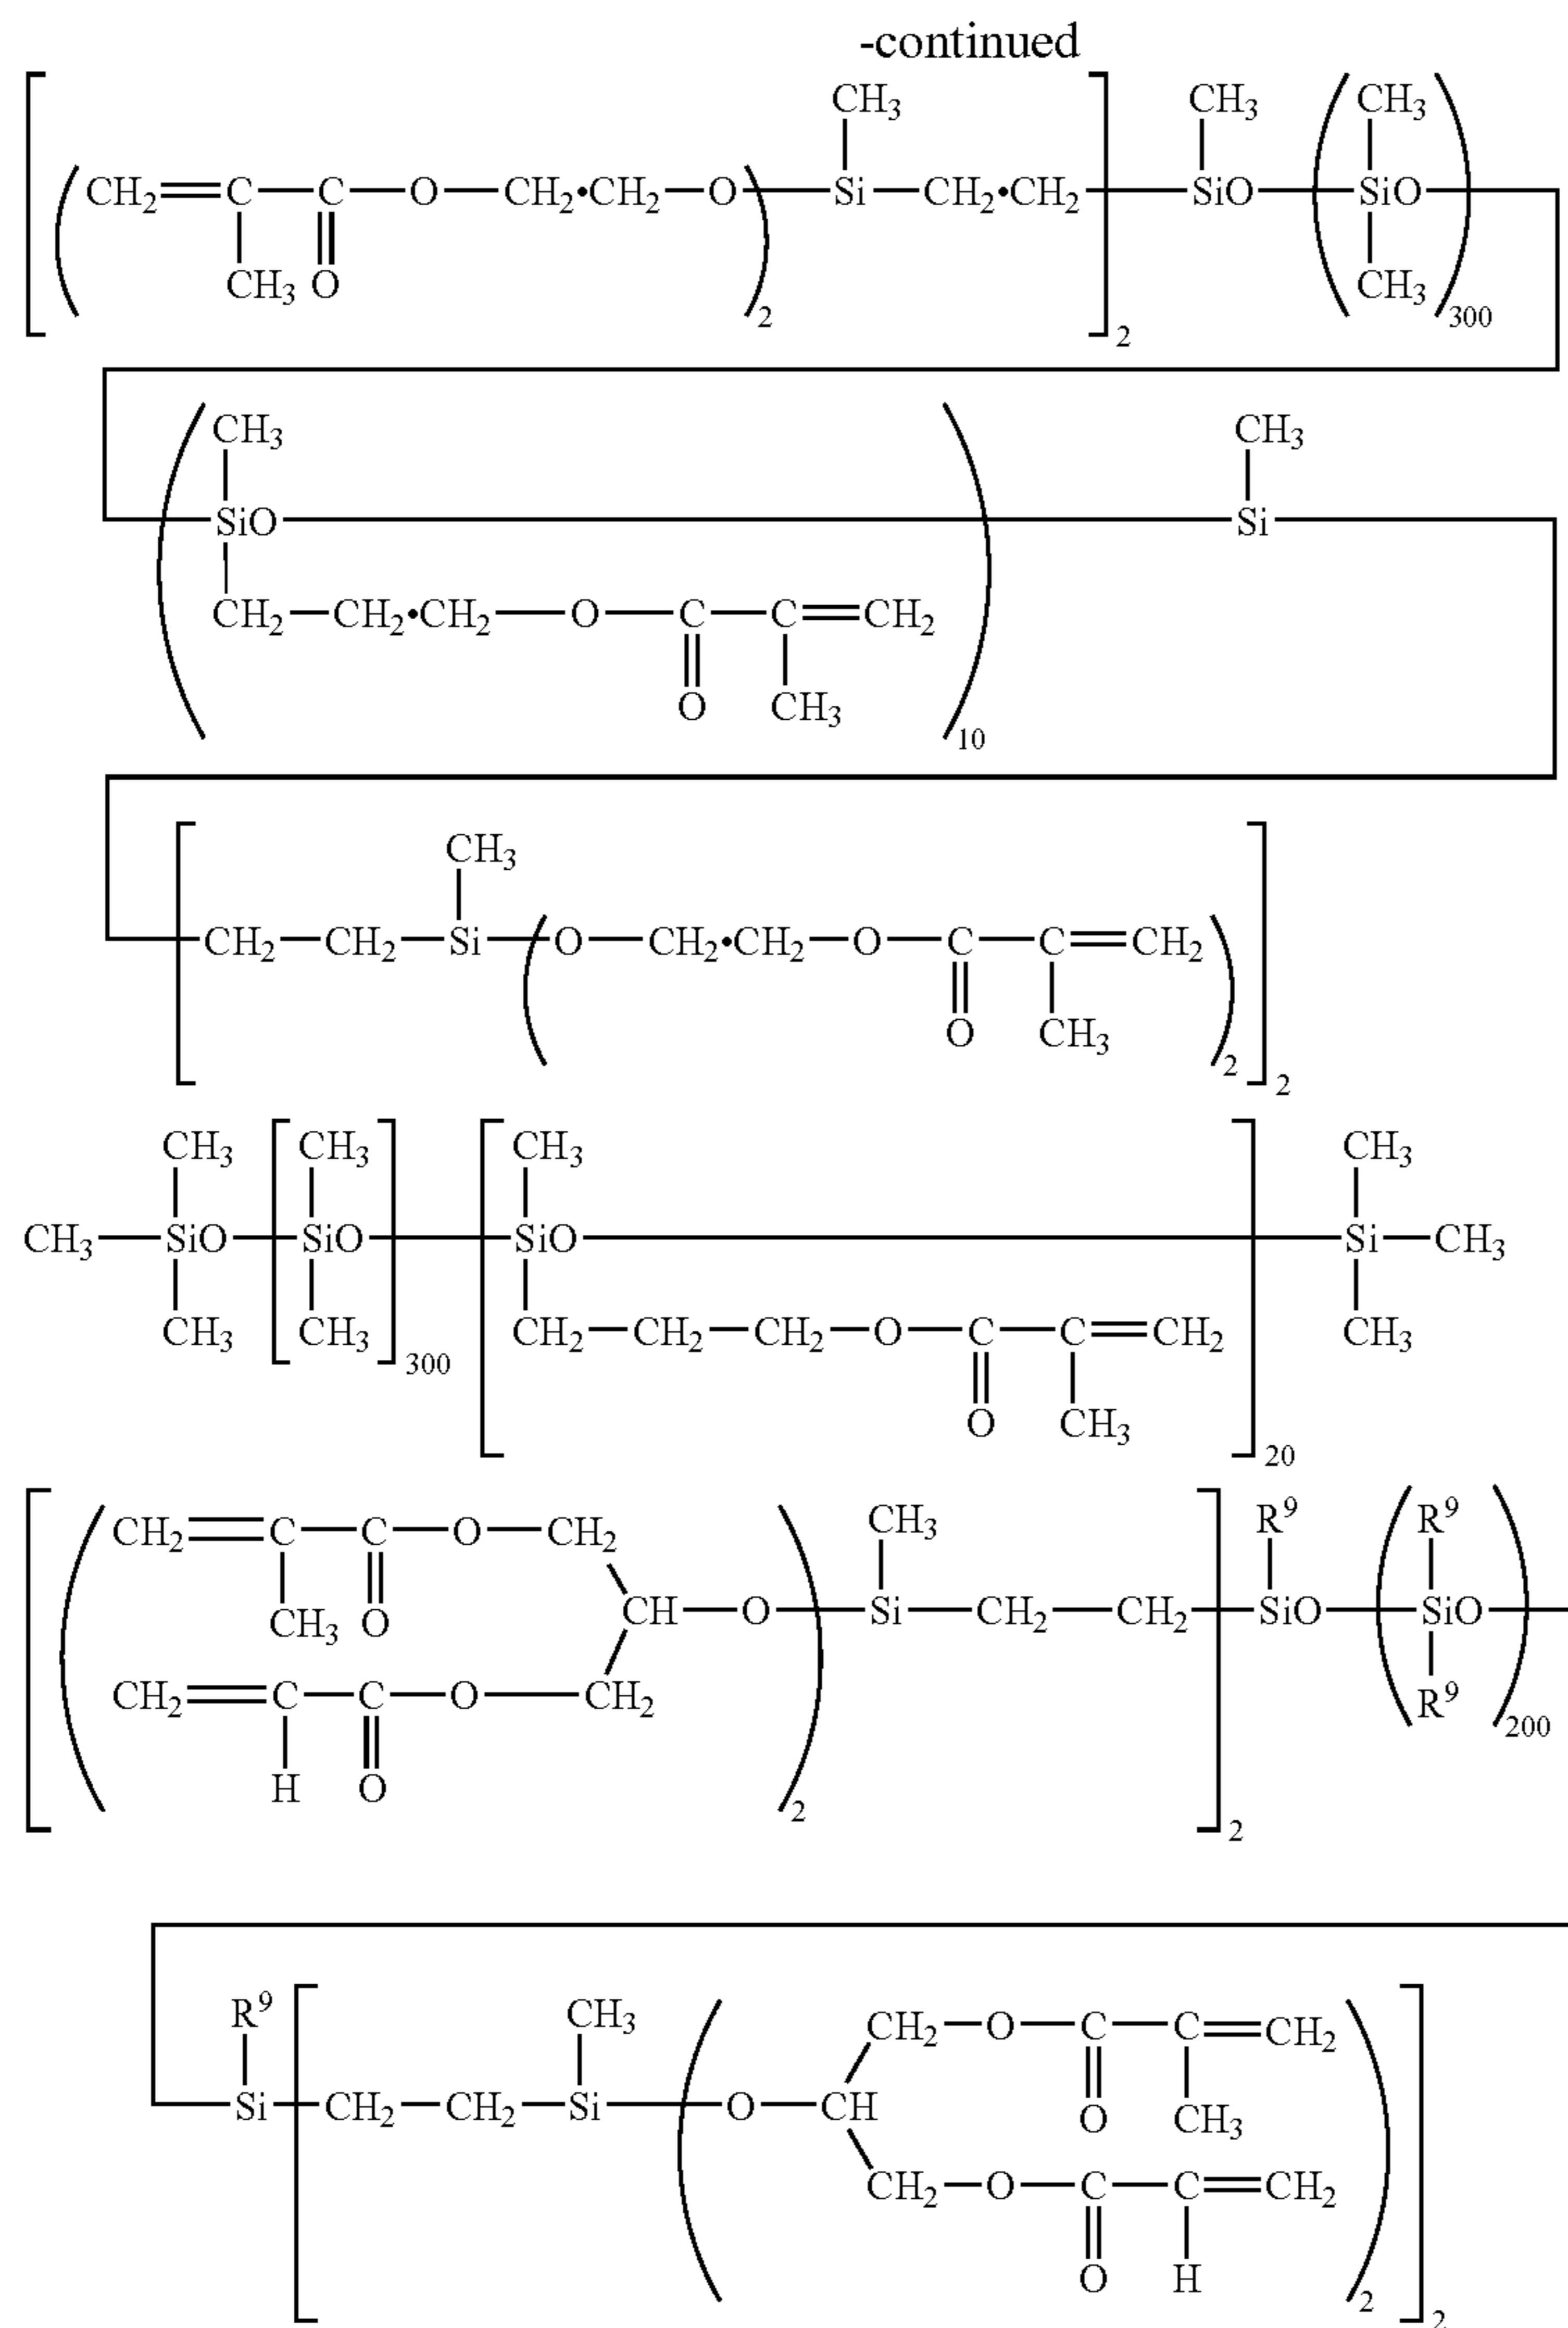 -continued
CH3 CH3 CH3
CH2=C—C—O—CH2•CH2—O—Si—CH2•CH2—SiO—SiO
CH3 O CH3
2 2 300
CH3 CH3
SiO Si
CH2—CH2•CH2—O—C—C=CH2
O CH3
10
CH3
CH2—CH2—Si—O—CH2•CH2—O—C—C=CH2
O CH3
2 2
CH3 CH3 CH3 CH3
CH3—SiO—SiO—SiO—Si—CH3
CH3 CH3 CH2—CH2—CH2—O—C—C=CH2 CH3
300 O CH3
20
CH3 R9 R9
CH2=C—C—O—CH2
CH3 O CH—O—Si—CH2—CH2—SiO—SiO
CH2=C—C—O—CH2 R9
H O
2 2 200
R9 CH3
CH2—O—C—C=CH2
Si—CH2—CH2—Si—O—CH O CH3
CH2—O—C—C=CH2
O H
2 2